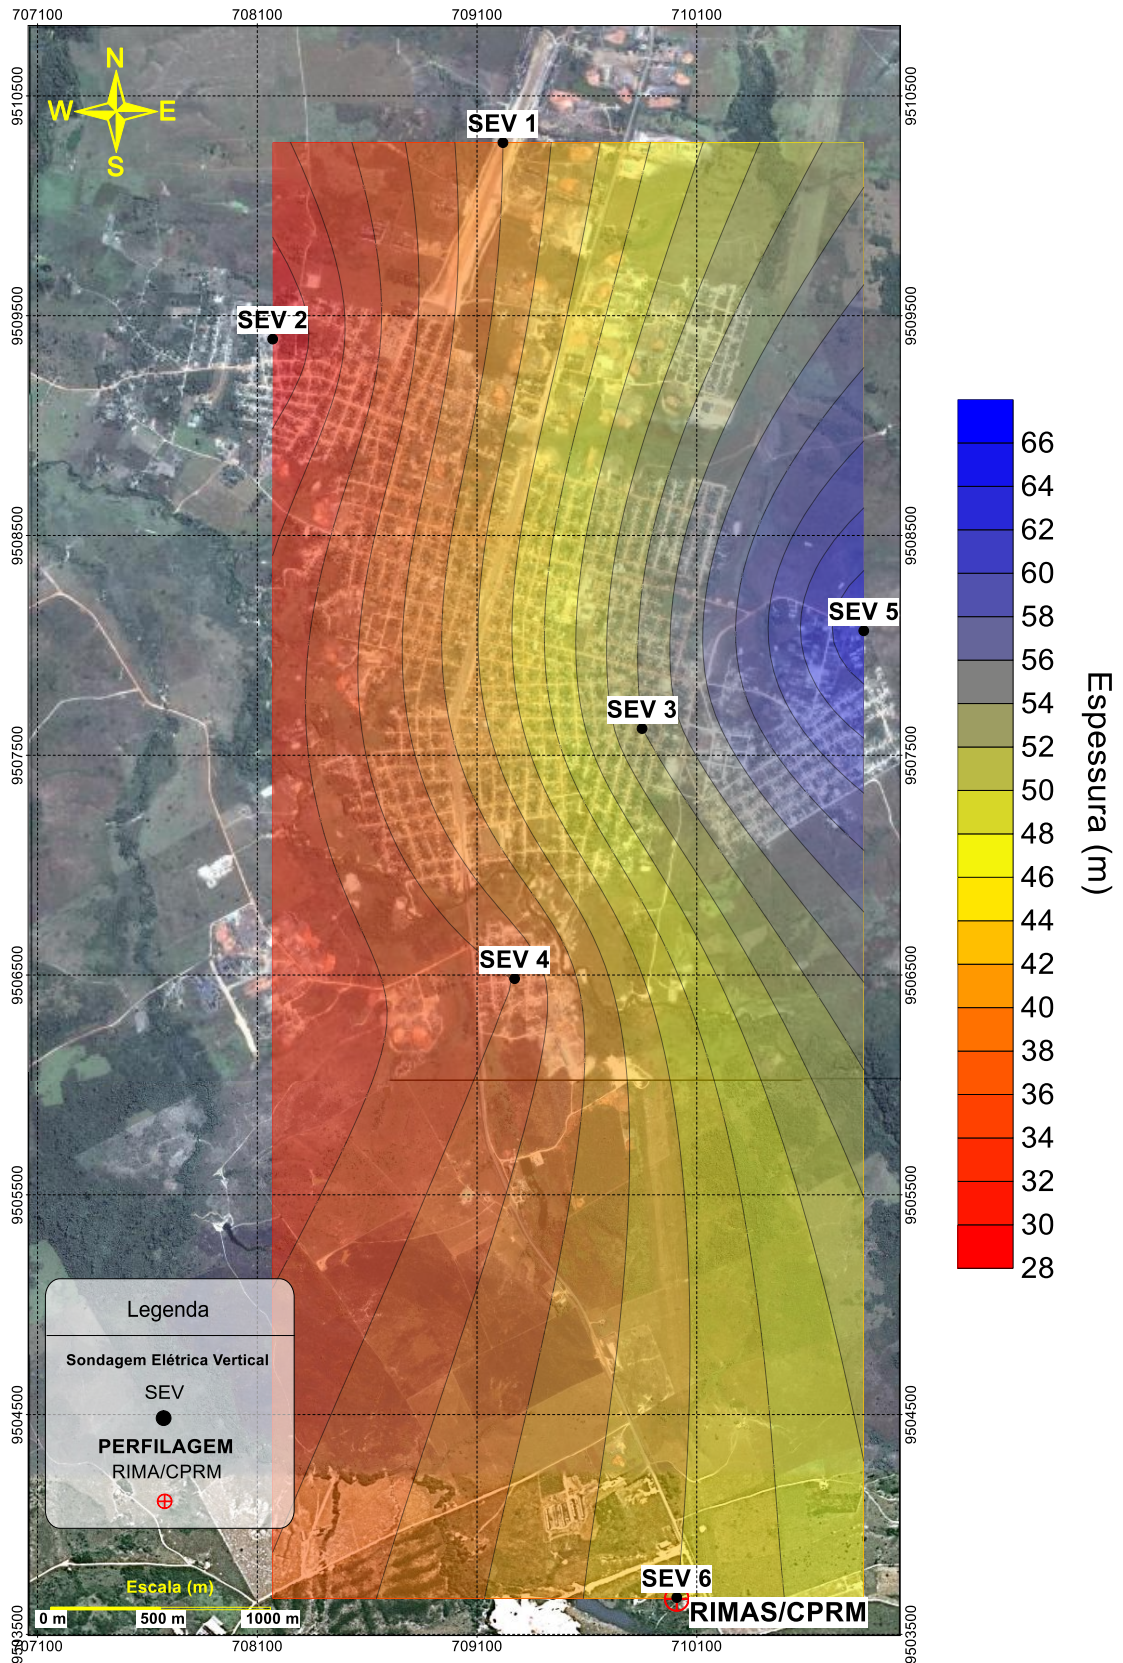 707100 708100 709100 710100
N
W E
S
9510500 9510500
SEV 1
9509500 9509500
SEV 2
9508500 9508500
SEV 5
SEV 3
9507500 9507500
9506500 9506500
SEV 4
9505500 9505500
9504500 9504500
9503500 9503500
66
64
62
60
58
56
54
52
50
48
46
44
42
40
38
36
34
32
30
28
Espessura (m)
Legenda
Sondagem Elétrica Vertical
SEV
PERFILAGEM
RIMA/CPRM
Escala (m)
0 m 500 m 1000 m
SEV 6
RIMAS/CPRM
707100 708100 709100 710100